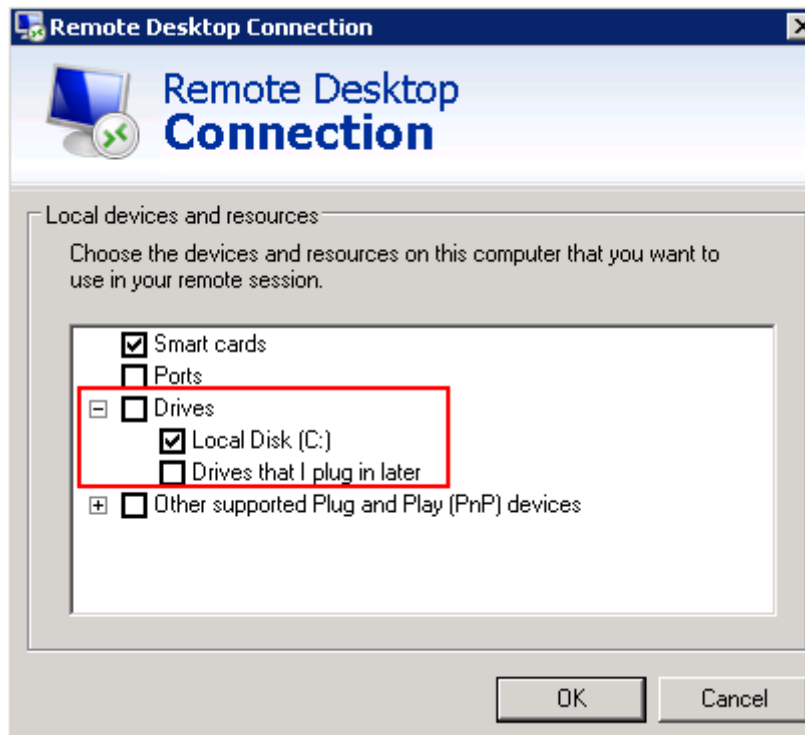 Remote Desktop Connection
Remote Desktop
Connection
Local devices and resources
Choose the devices and resources on this computer that you want to
use in your remote session.
Smart cards
Ports
Drives
Local Disk (C:)
Drives that I plug in later
Other supported Plug and Play (PnP) devices
OK
Cancel